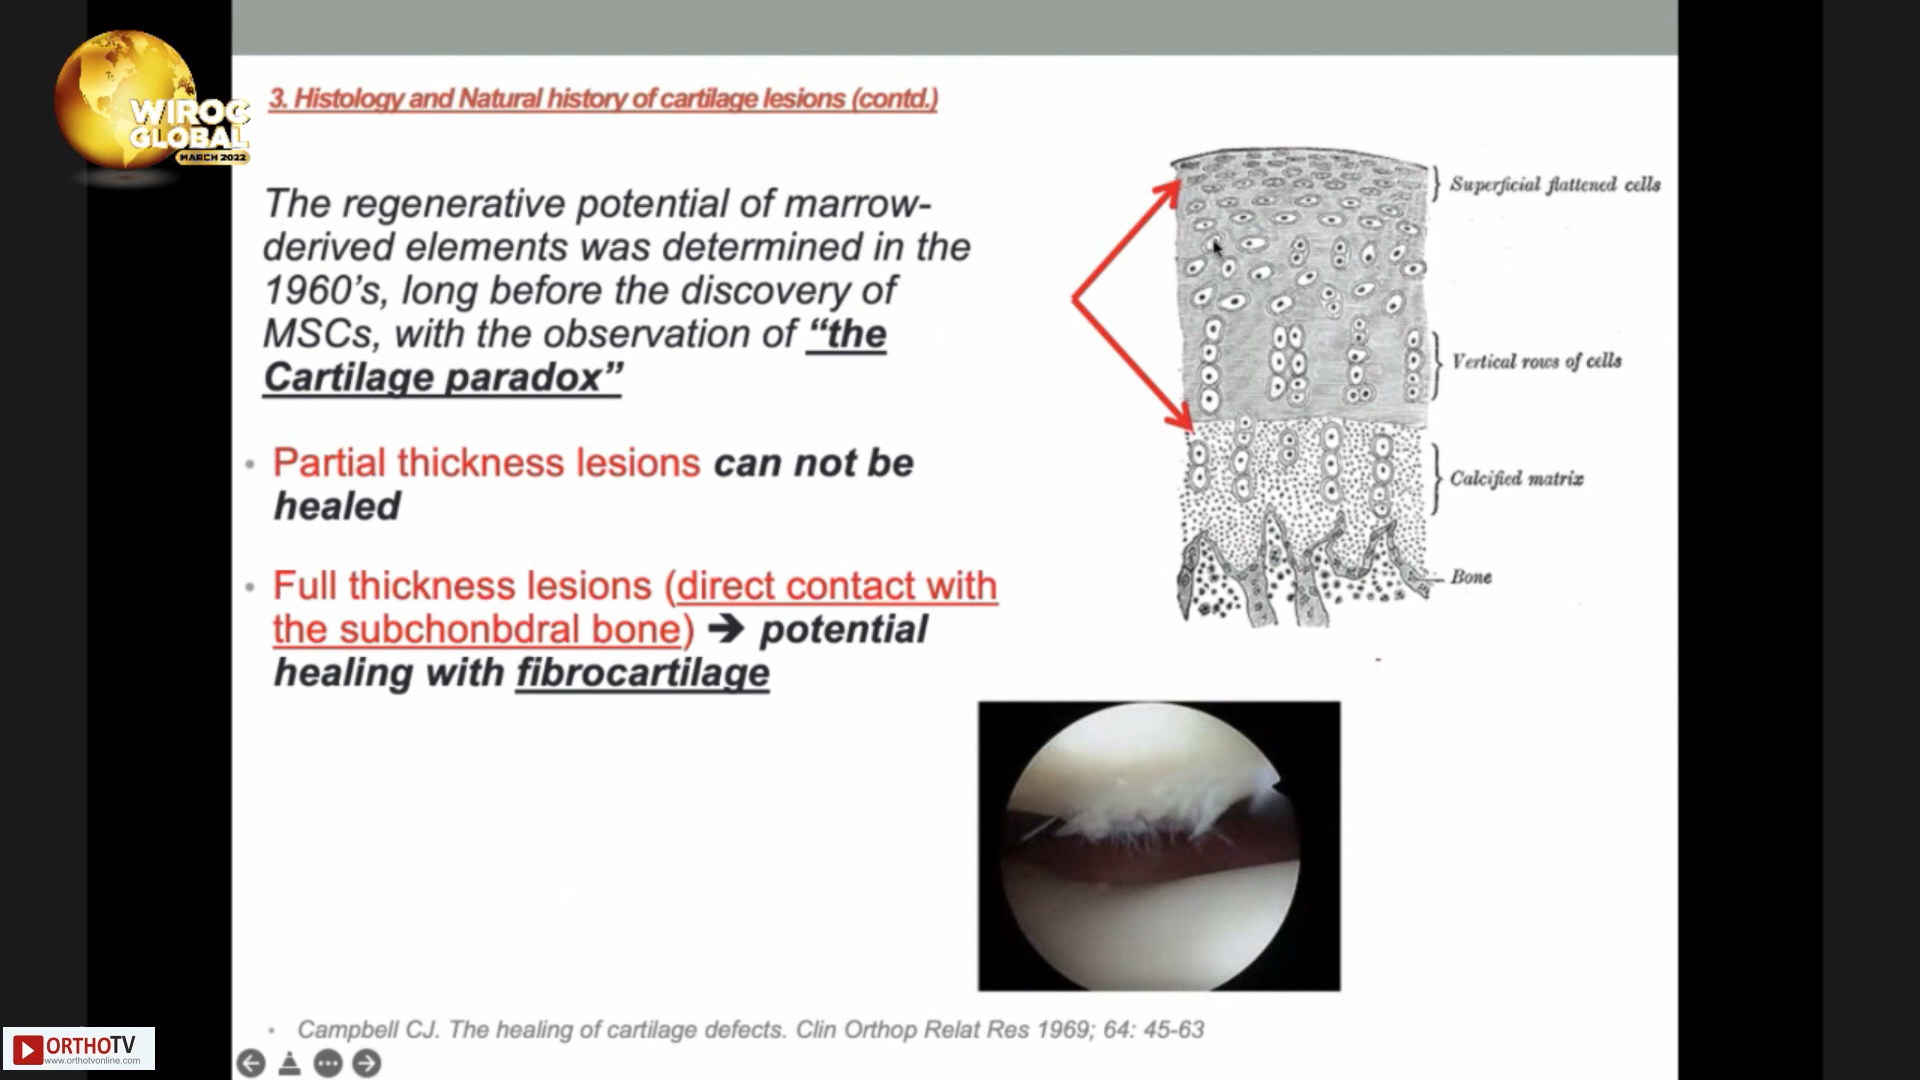 WIROC
GLOBAL
MARCH 2022
3. Histology and Natural history of cartilage lesions (contd.)
The regenerative potential of marrow-
derived elements was determined in the
1960's, long before the discovery of
MSCs, with the observation of “the
Cartilage paradox”
• Partial thickness lesions can not be
healed
• Full thickness lesions (direct contact with
the subchonbdral bone) ➔ potential
healing with fibrocartilage
Superficial flattened cells
Vertical rows of cells
Calcified matrix
Bone
• Campbell CJ. The healing of cartilage defects. Clin Orthop Relat Res 1969; 64: 45-63
ORTHOTV
www.orthotvonline.com